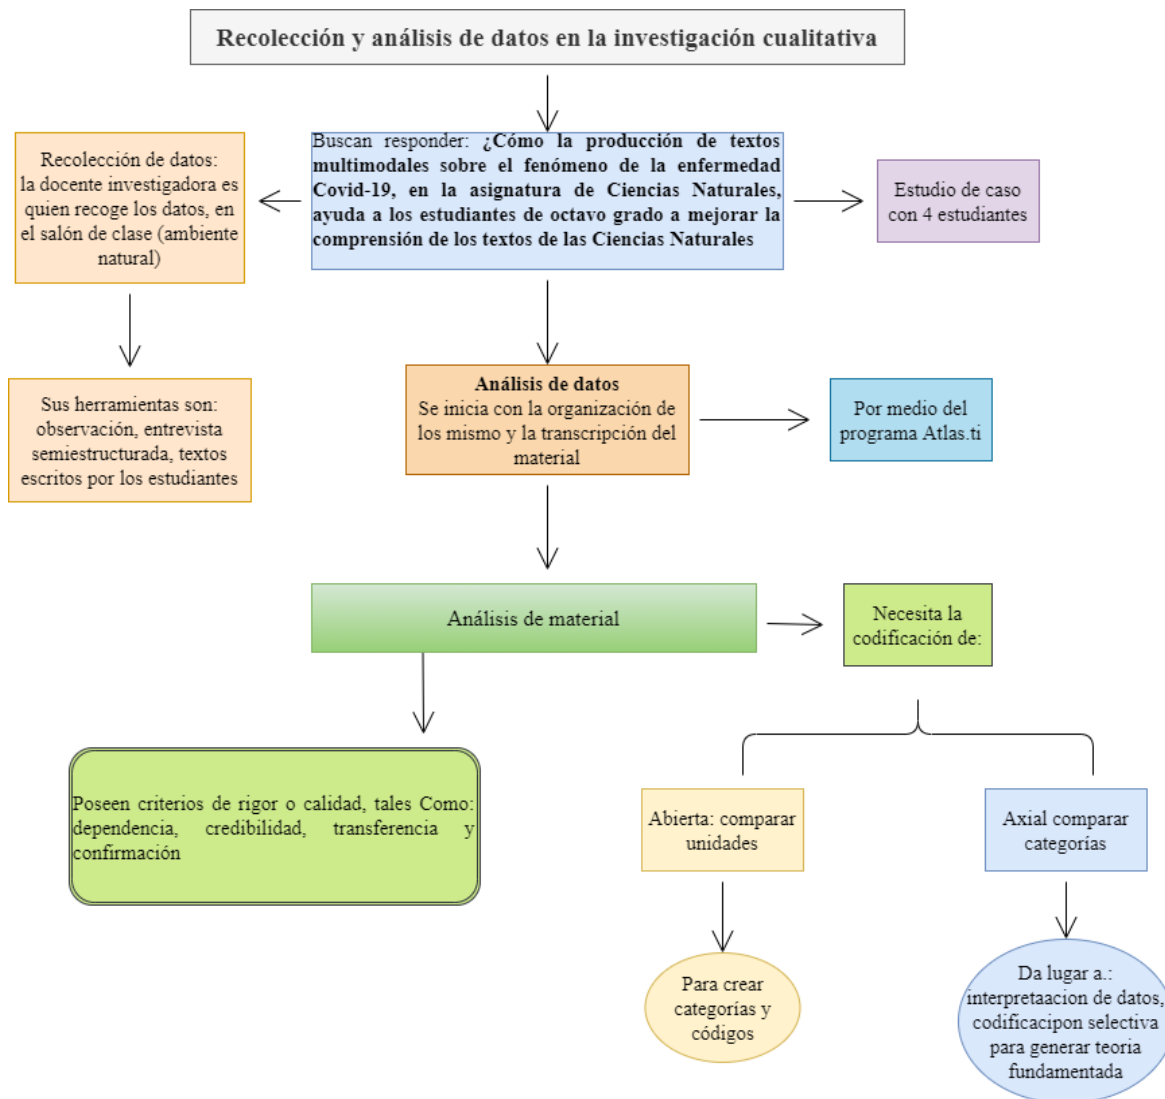 Recolección y análisis de datos en la investigación cualitativa
Buscan responder: ¿Cómo la producción de textos
multimodales sobre el fenómeno de la enfermedad
Covid-19, en la asignatura de Ciencias Naturales,
ayuda a los estudiantes de octavo grado a mejorar la
comprensión de los textos de las Ciencias Naturales
Recolección de datos:
la docente investigadora es
quien recoge los datos, en
el salón de clase (ambiente
natural)
Estudio de caso
con 4 estudiantes
Sus herramientas son:
observación, entrevista
semiestructurada, textos
escritos por los estudiantes
Análisis de datos
Se inicia con la organización de
los mismo y la transcripción del
material
Por medio del
programa Atlas.ti
Análisis de material
Necesita la
codificación de:
Poseen criterios de rigor o calidad, tales Como:
dependencia, credibilidad, transferencia y
confirmación
Abierta: comparar
unidades
Axial comparar
categorías
Para crear
categorías y
códigos
Da lugar a.:
interpretaacion de datos,
codificacipon selectiva
para generar teoria
fundamentada